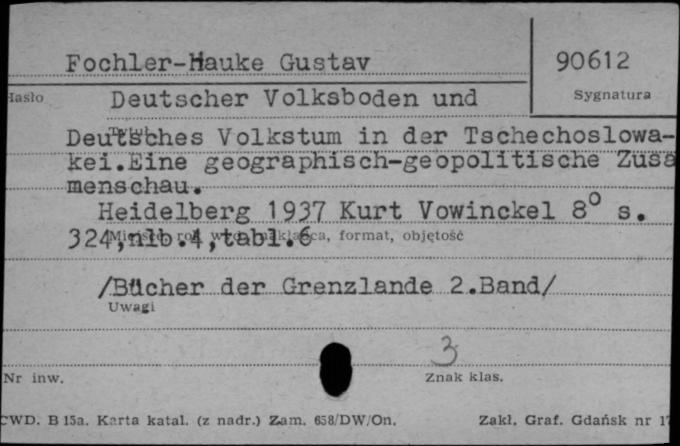 Fochler-Hauke Gustav 90612
Hasło Deutscher Volksboden und Sygnatura
Deutsches Volkstum in der Tschechoslowa-
kei.Eine geographisch-geopolitische Zusa
menschau.
Heidelberg 1937 Kurt Vowinckel 8° s.
324,nlb.4,tabl.6
format, objętość
/Bücher der Grenzlande 2.Band/
Uwagi
3
Nr inw. Znak klas.
CWD. B 15a. Karta katal. (z nadr.) Zam. 658/DW/On. Zakł. Graf. Gdańsk nr 17